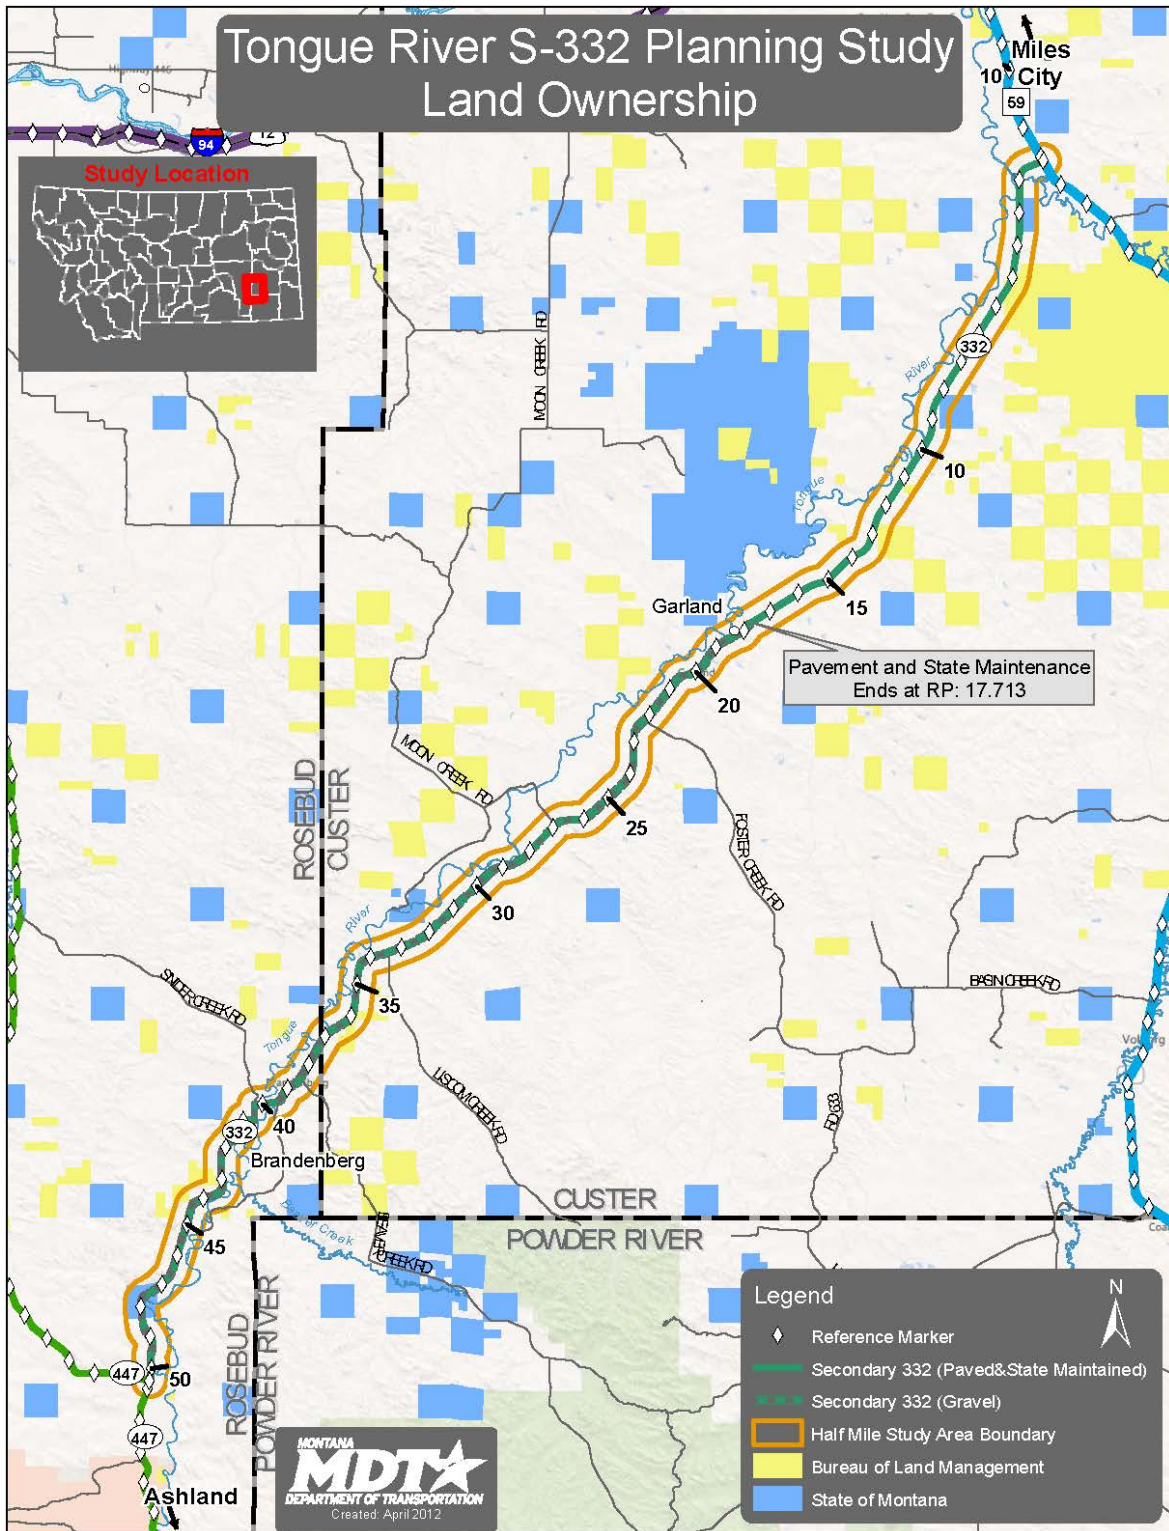 Tongue River S-332 Planning Study
Land Ownership
Miles
City
10
59
12
94
Study Location
MOON CREEK RD
332
River
10
Tongue
Garland
15
Pavement and State Maintenance
Ends at RP: 17.713
20
MOON CREEK RD
ROSEBUD
CUSTER
25
FOSTER CREEK RD
30
River
SNIDER CREEK RD
35
BASIN CREEK RD
Tongue
LISCOM CREEK RD
RD 633
40
332
Brandenberg
CUSTER
POWDER RIVER
Beaver Creek
BEAVER CREEK RD
45
ROSEBUD
POWDER RIVER
447
50
447
Ashland
MONTANA
MDT
DEPARTMENT OF TRANSPORTATION
Created: April 2012
Legend
N
Reference Marker
Secondary 332 (Paved&State Maintained)
Secondary 332 (Gravel)
Half Mile Study Area Boundary
Bureau of Land Management
State of Montana